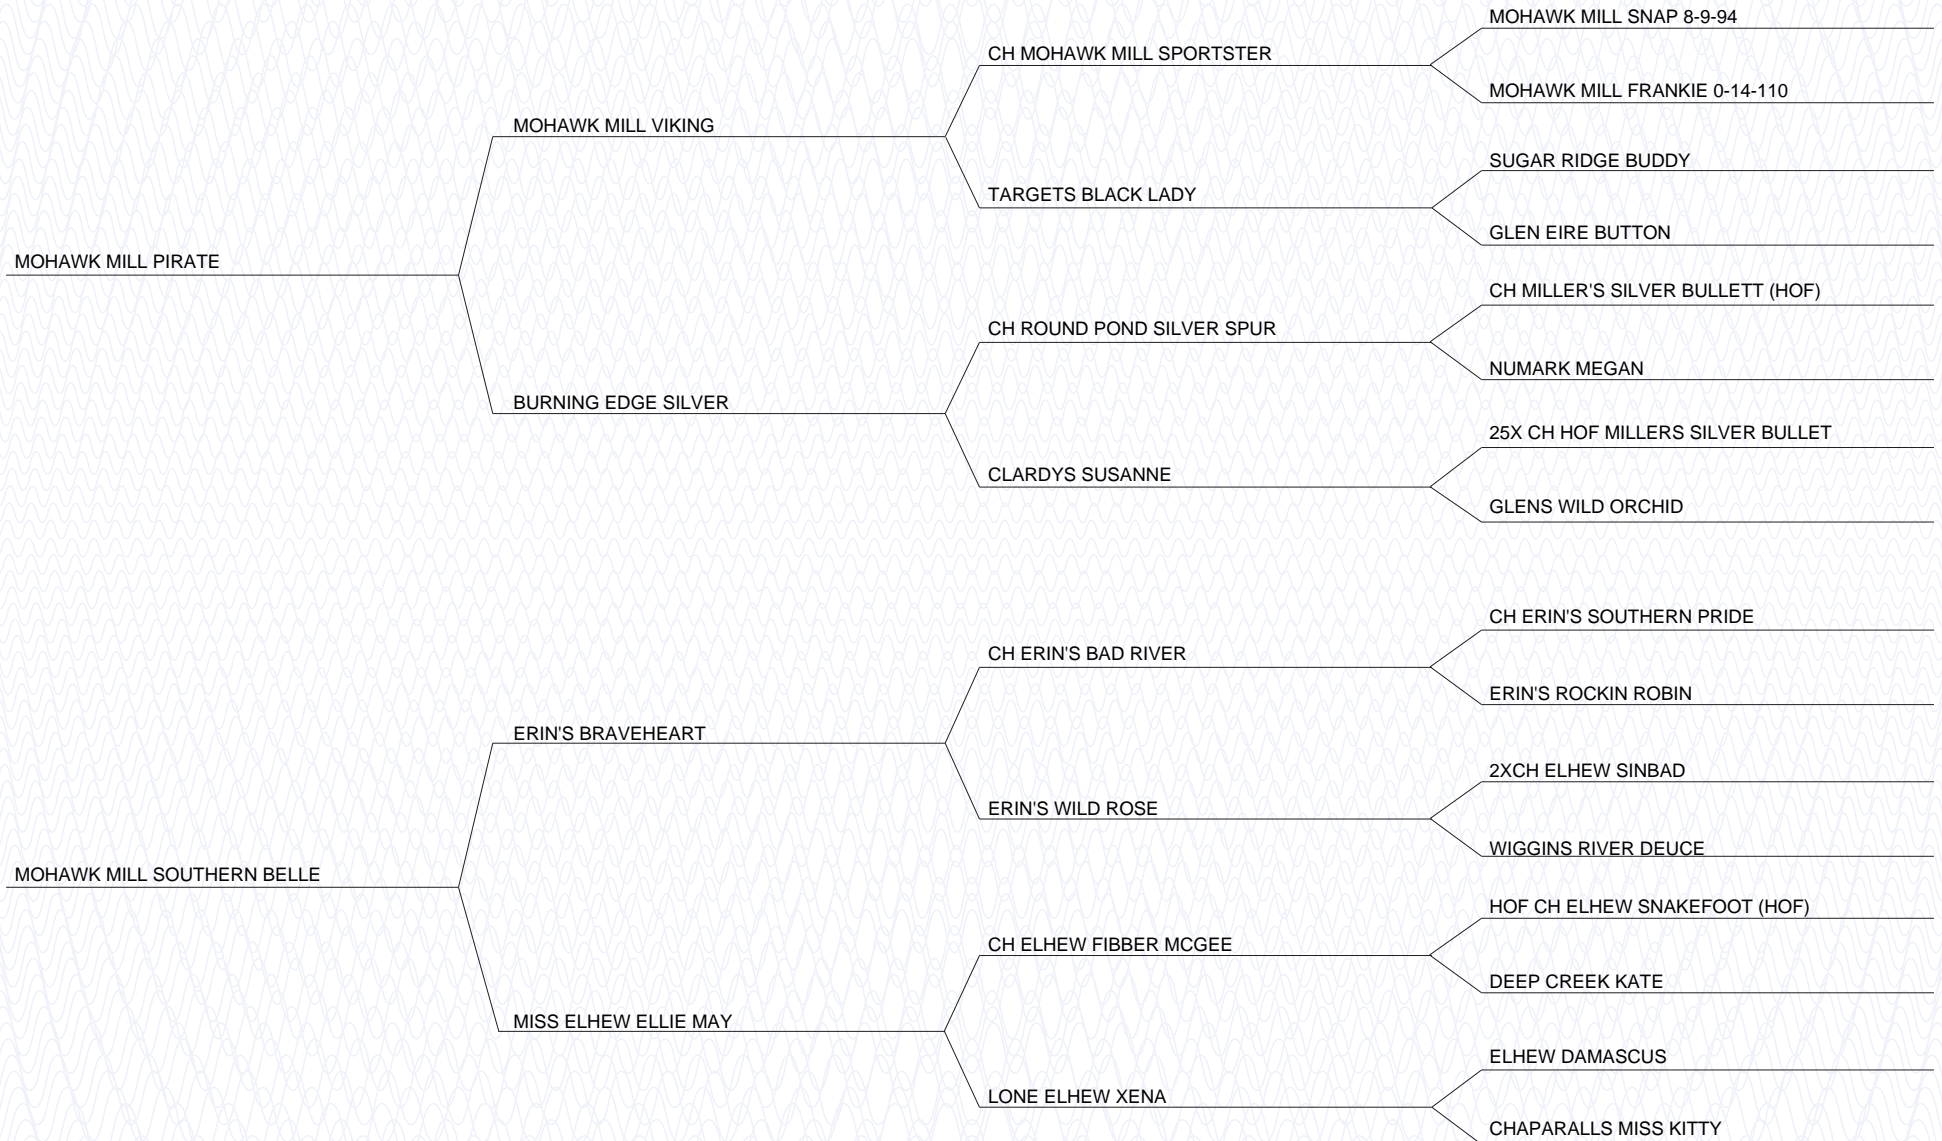 MOHAWK MILL SNAP 8-9-94
CH MOHAWK MILL SPORTSTER
MOHAWK MILL FRANKIE 0-14-110
MOHAWK MILL VIKING
SUGAR RIDGE BUDDY
TARGETS BLACK LADY
GLEN EIRE BUTTON
MOHAWK MILL PIRATE
CH MILLER'S SILVER BULLETT (HOF)
CH ROUND POND SILVER SPUR
NUMARK MEGAN
BURNING EDGE SILVER
25X CH HOF MILLERS SILVER BULLET
CLARDYS SUSANNE
GLENS WILD ORCHID
CH ERIN'S SOUTHERN PRIDE
CH ERIN'S BAD RIVER
ERIN'S ROCKIN ROBIN
ERIN'S BRAVEHEART
2XCH ELHEW SINBAD
ERIN'S WILD ROSE
WIGGINS RIVER DEUCE
MOHAWK MILL SOUTHERN BELLE
HOF CH ELHEW SNAKEFOOT (HOF)
CH ELHEW FIBBER MCGEE
DEEP CREEK KATE
MISS ELHEW ELLIE MAY
ELHEW DAMASCUS
LONE ELHEW XENA
CHAPARALLS MISS KITTY